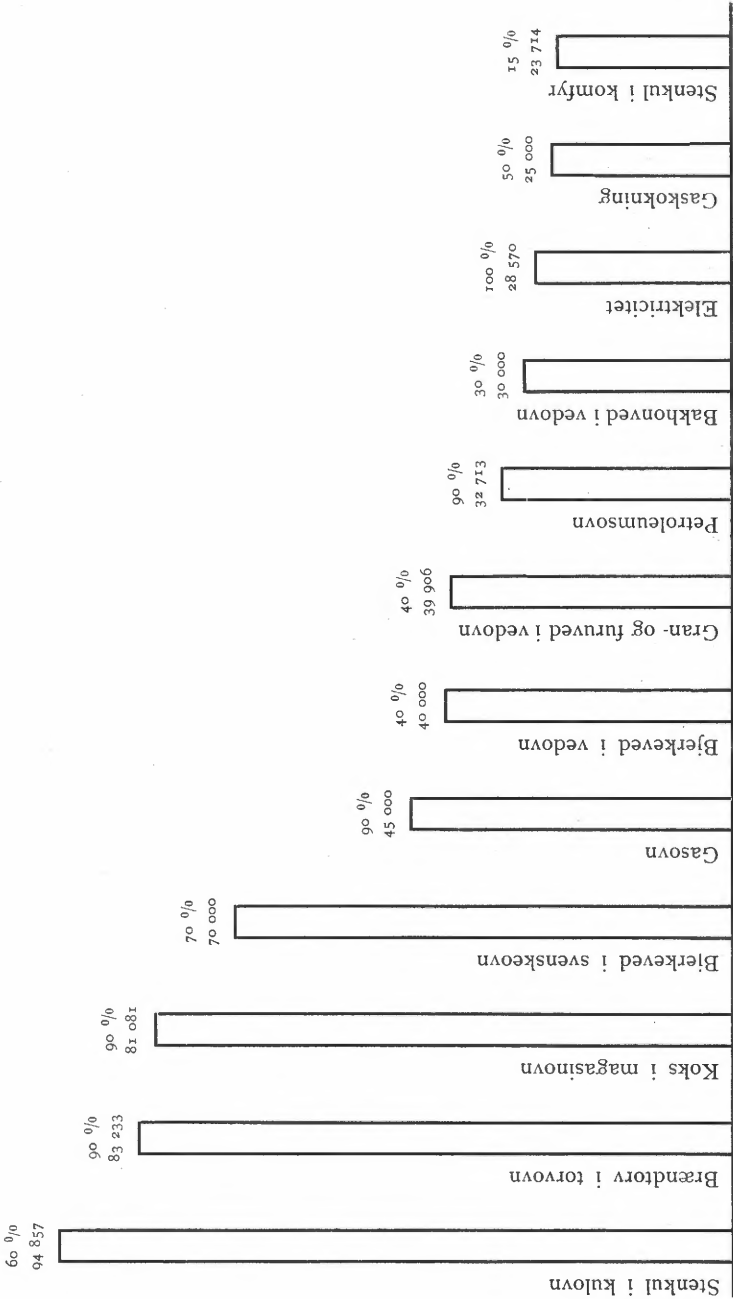 60 %
94 857
Stenkul i kulovn
90 %
83 233
Brændtorv i torvovn
90 %
81 081
Koks i magasinovn
70 %
70 000
Bjerkeved i svenskeovn
90 %
45 000
Gasovn
40 %
40 000
Bjerkeved i vedovn
40 %
39 906
Gran- og furuved i vedovn
90 %
32 713
Petroleumsovn
30 %
30 000
Bakhonved i vedovn
100 %
28 570
Elektricitet
50 %
25 000
Gaskokning
15 %
23 714
Stenkul i komfyr